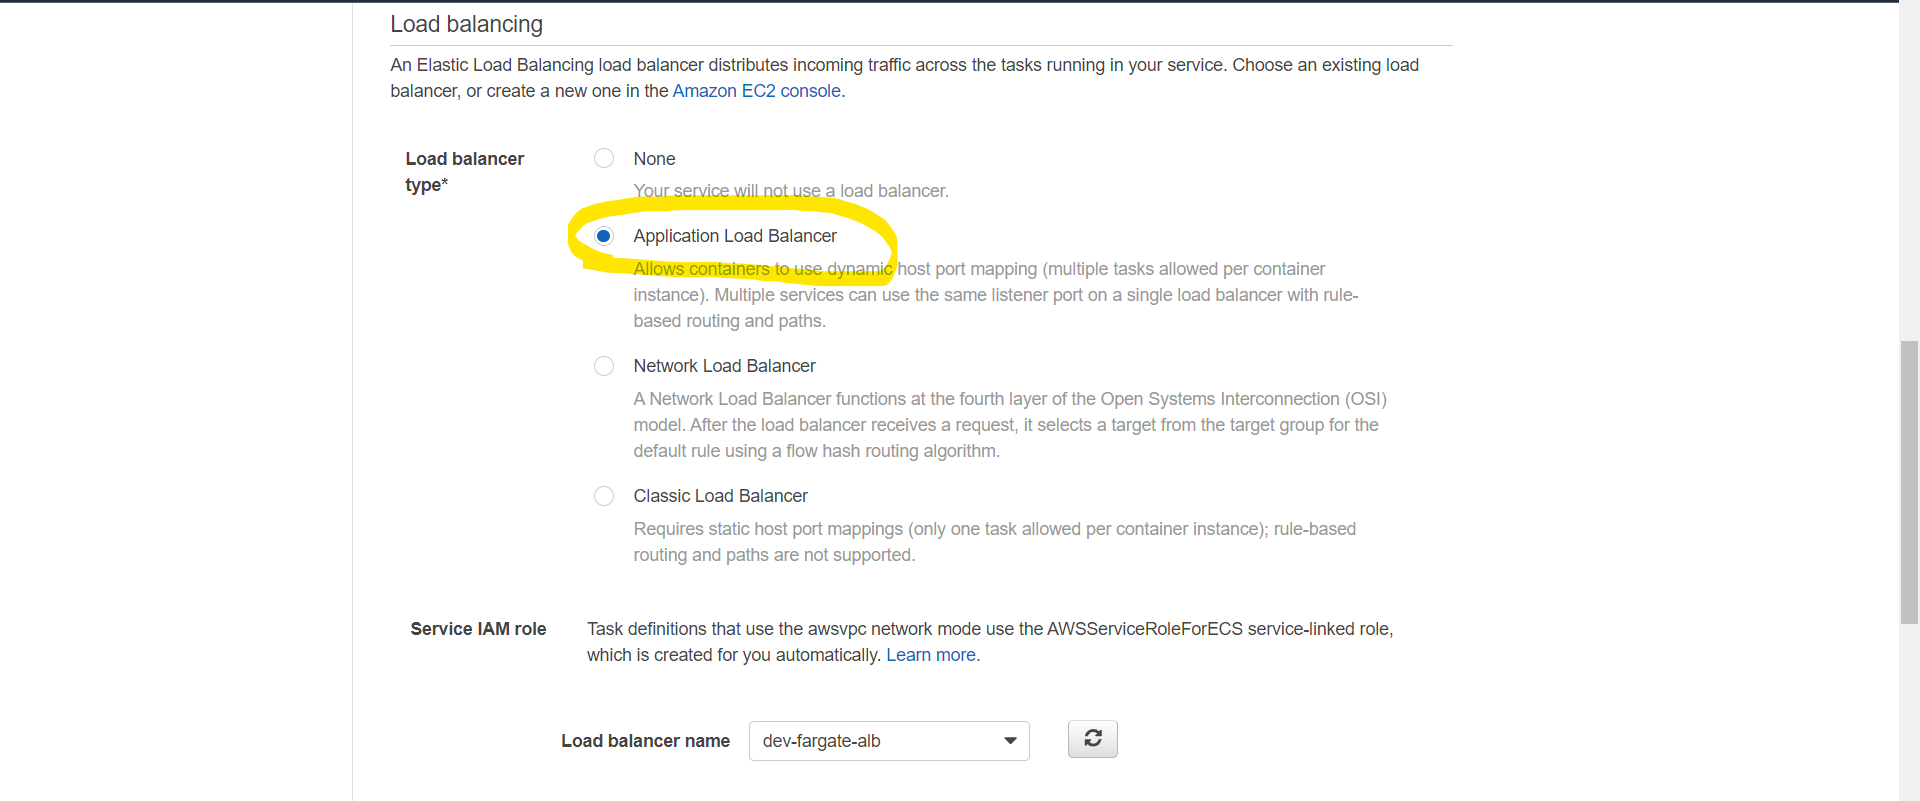 Load balancing
An Elastic Load Balancing load balancer distributes incoming traffic across the tasks running in your service. Choose an existing load
balancer, or create a new one in the Amazon EC2 console.
Load balancer
type*
None
Your service will not use a load balancer.
Application Load Balancer
Allows containers to use dynamic host port mapping (multiple tasks allowed per container
instance). Multiple services can use the same listener port on a single load balancer with rule-
based routing and paths.
Network Load Balancer
A Network Load Balancer functions at the fourth layer of the Open Systems Interconnection (OSI)
model. After the load balancer receives a request, it selects a target from the target group for the
default rule using a flow hash routing algorithm.
Classic Load Balancer
Requires static host port mappings (only one task allowed per container instance); rule-based
routing and paths are not supported.
Service IAM role
Task definitions that use the awsvpc network mode use the AWSServiceRoleForECS service-linked role,
which is created for you automatically. Learn more.
Load balancer name
dev-fargate-alb